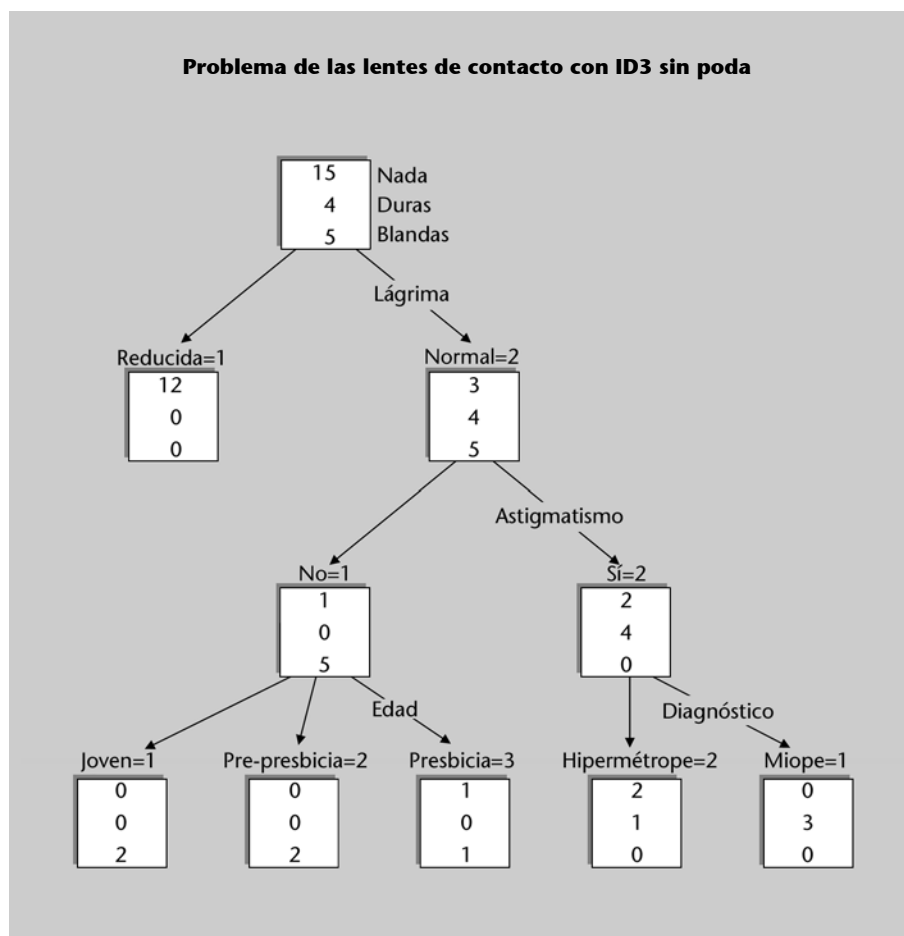 Problema de las lentes de contacto con ID3 sin poda
15 Nada
4 Duras
5 Blandas
Lágrima
Reducida=1
Normal=2
12
0
0
3
4
5
Astigmatismo
No=1
Sí=2
1
0
5
2
4
0
Edad
Diagnóstico
Joven=1
Pre-presbicia=2
Presbicia=3
Hipermétrope=2
Miope=1
0
0
2
0
0
2
1
0
1
2
1
0
0
3
0